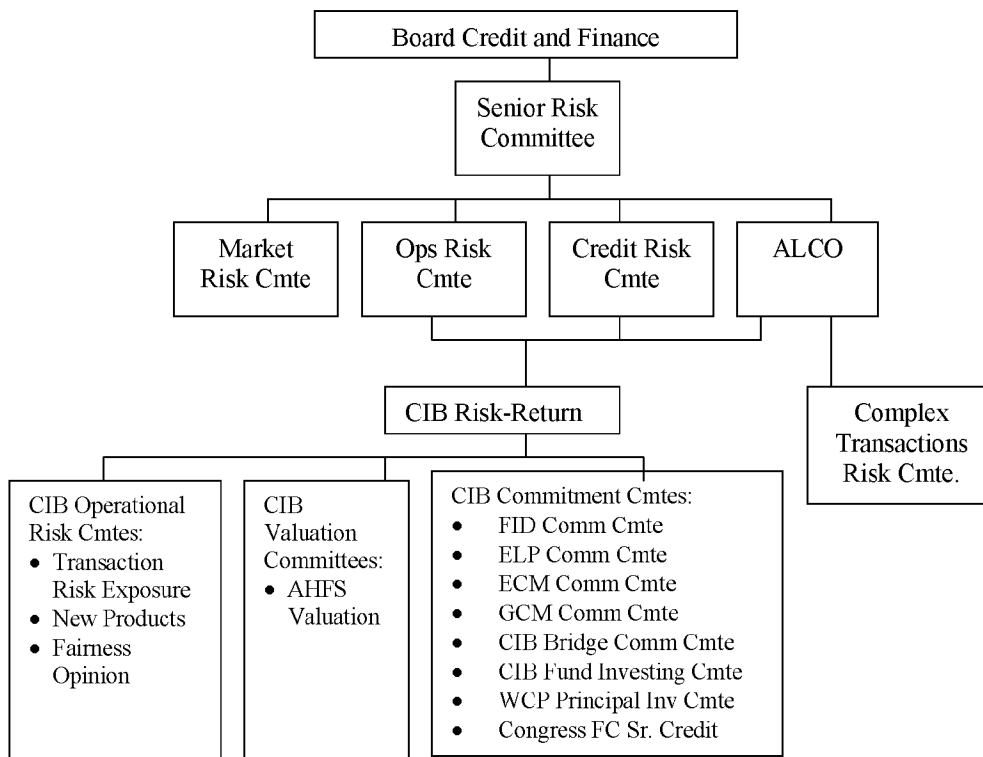 Board Credit and Finance
Senior Risk
Committee
Market
Risk Cmte
Ops Risk
Cmte
Credit Risk
Cmte
ALCO
CIB Risk-Return
Complex
Transactions
Risk Cmte.
CIB Operational
Risk Cmtes:
• Transaction
Risk Exposure
• New Products
• Fairness
Opinion
CIB
Valuation
Committees:
• AHFS
Valuation
CIB Commitment Cmtes:
• FID Comm Cmte
• ELP Comm Cmte
• ECM Comm Cmte
• GCM Comm Cmte
• CIB Bridge Comm Cmte
• CIB Fund Investing Cmte
• WCP Principal Inv Cmte
• Congress FC Sr. Credit